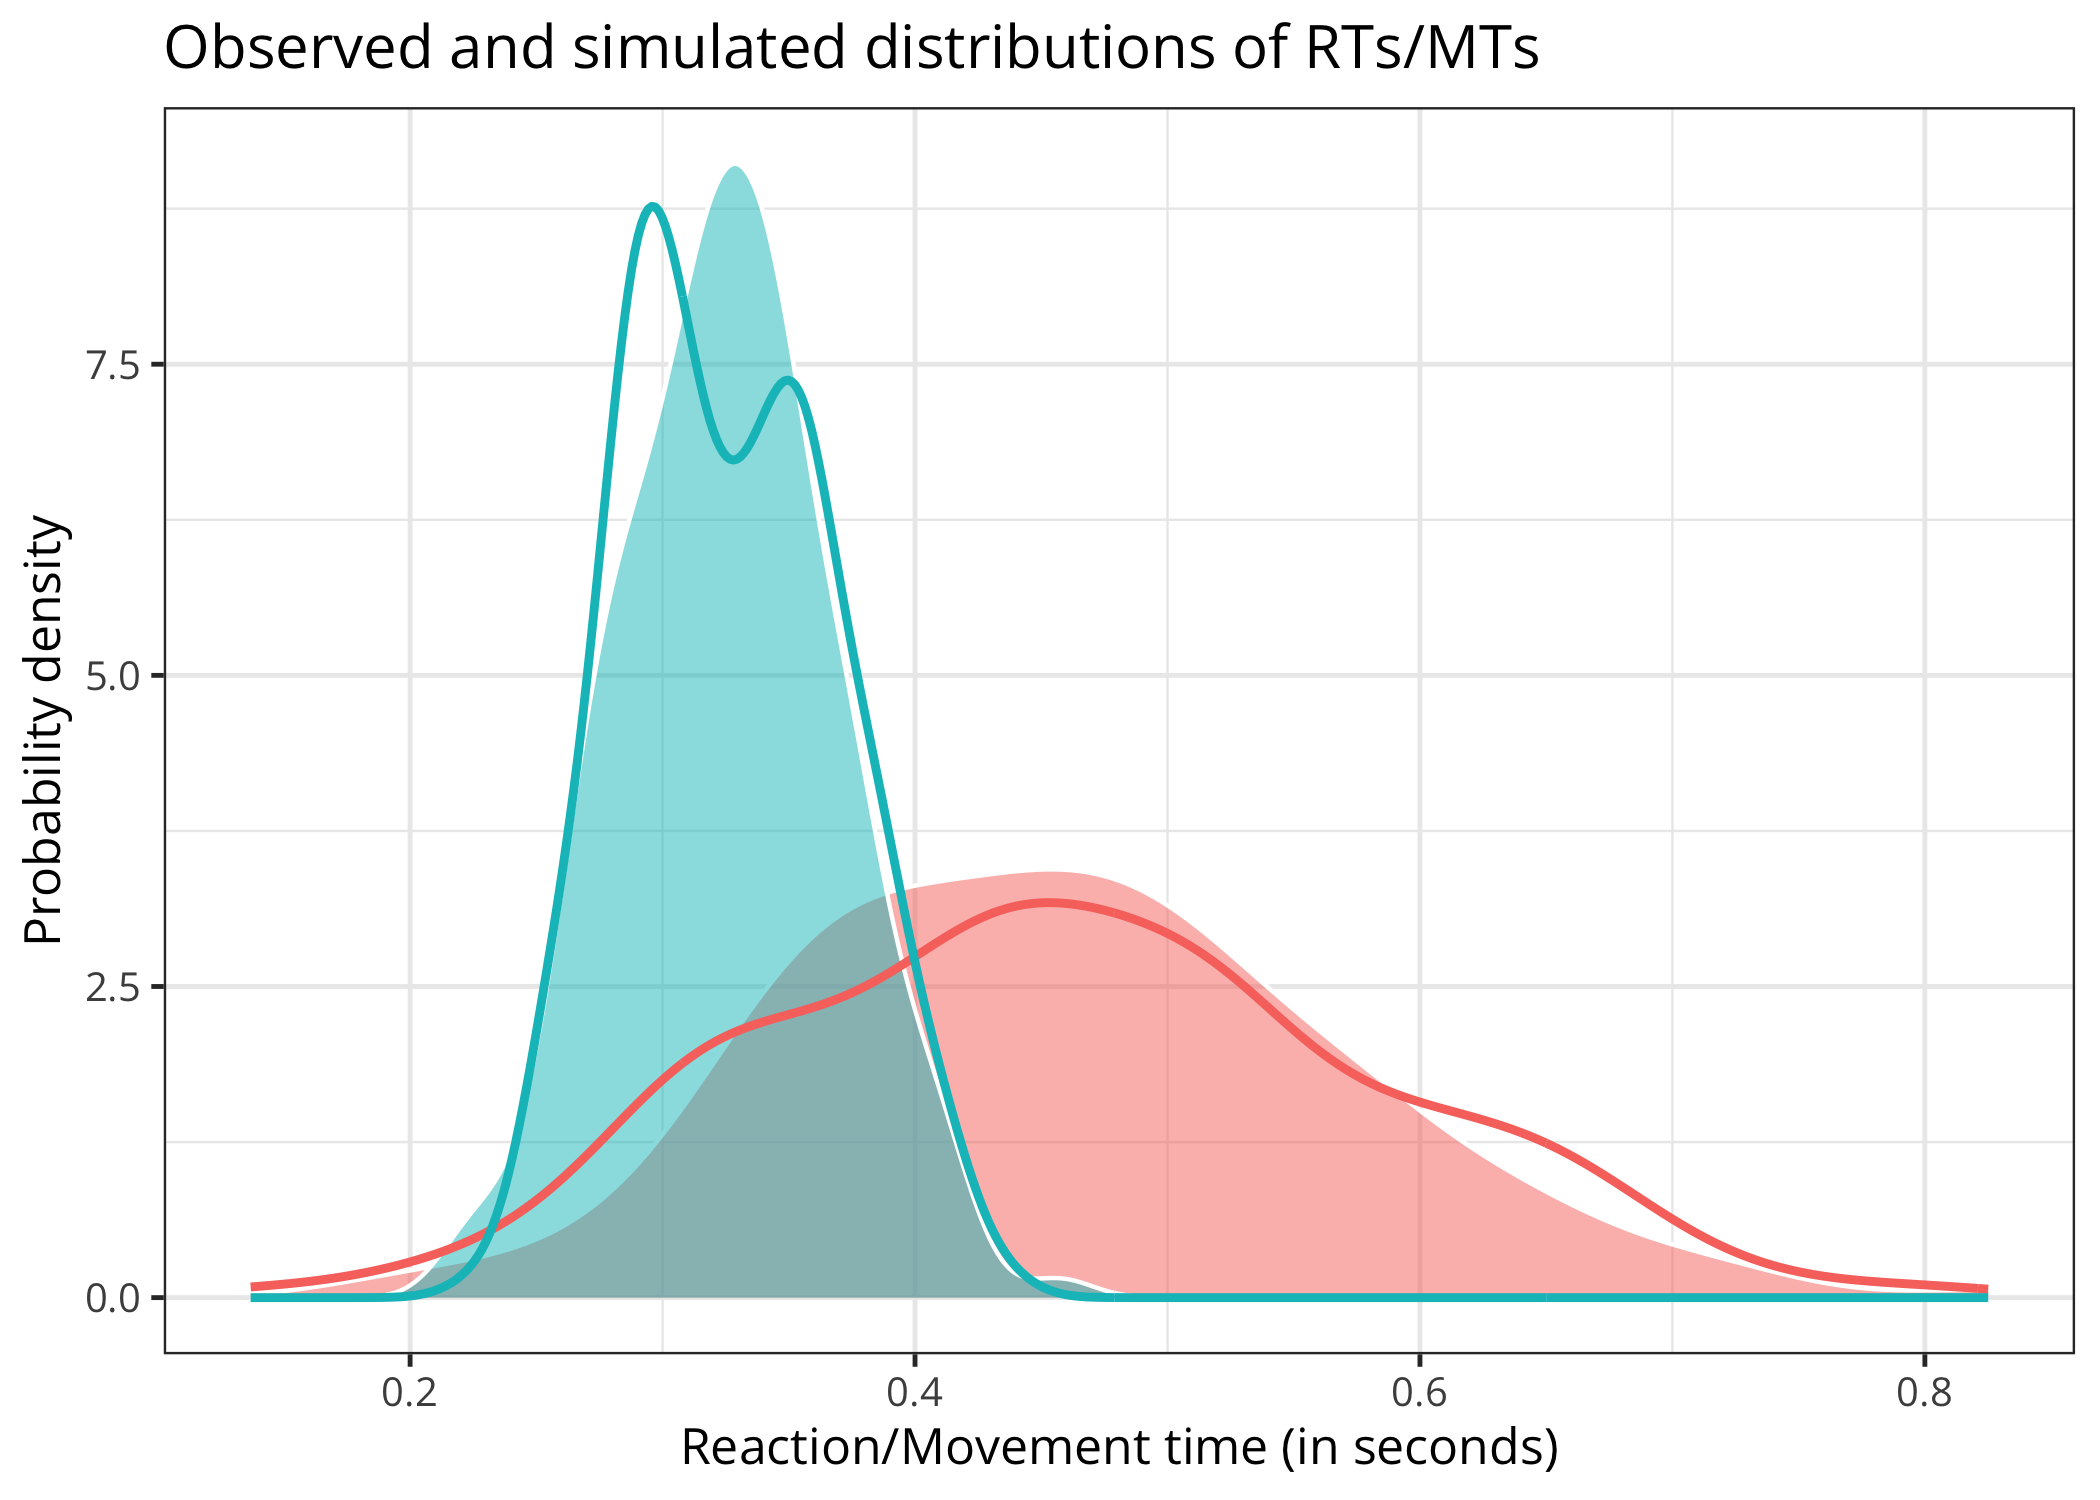 Observed and simulated distributions of RTs/MTs
Probability density
7.5
5.0
2.5
0.0
0.2 0.4 0.6 0.8
Reaction/Movement time (in seconds)